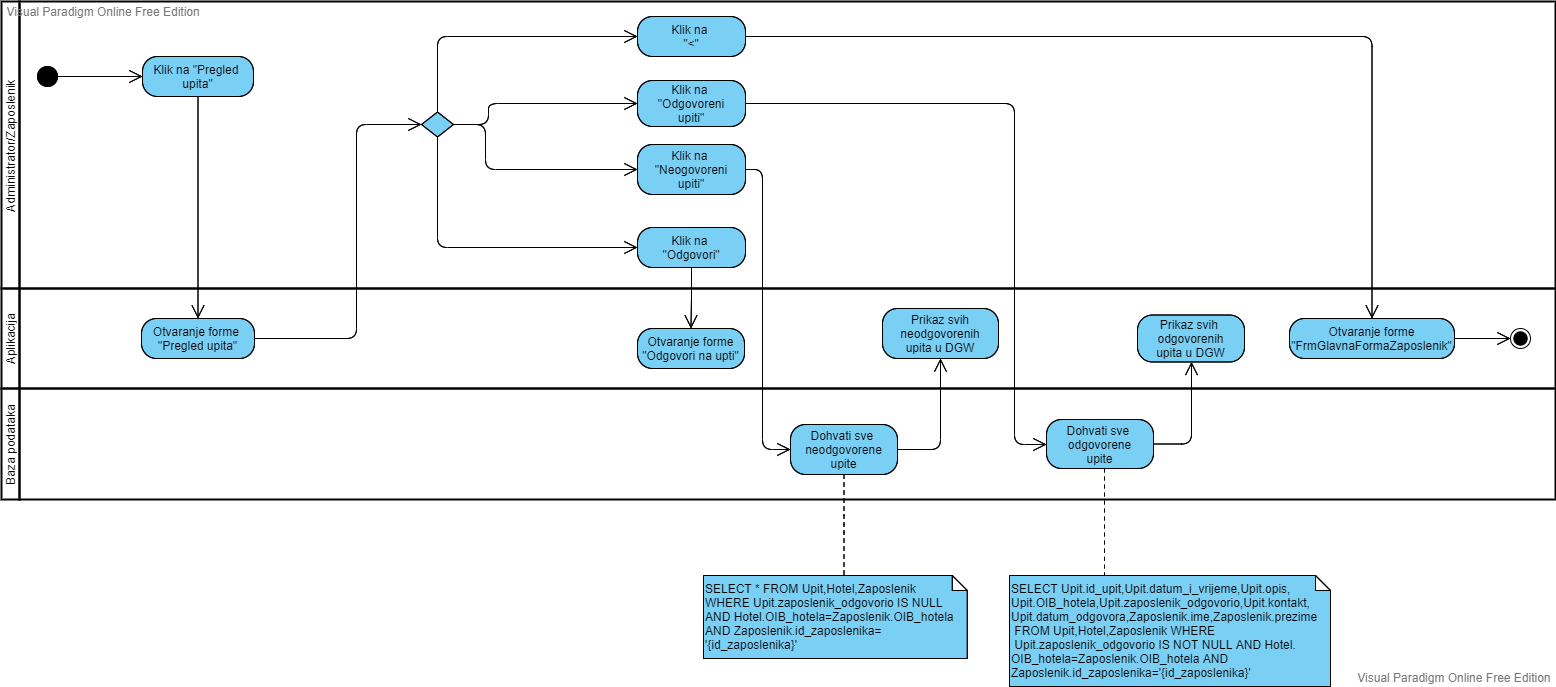 Visual Paradigm Online Free Edition
Administrator/Zaposlenik
Klik na "Pregled
upita"
Klik na
"<"
Klik na
"Odgovoreni
upiti"
Klik na
"Neogovoreni
upiti"
Klik na
"Odgovori"
Aplikacija
Otvaranje forme
"Pregled upita"
Otvaranje forme
"Odgovori na upti"
Prikaz svih
neodgovorenih
upita u DGW
Prikaz svih
odgovorenih
upita u DGW
Otvaranje forme
"FrmGlavnaFormaZaposlenik"
Baza podataka
Dohvati sve
neodgovorene
upite
Dohvati sve
odgovorene
upite
SELECT * FROM Upit,Hotel,Zaposlenik
WHERE Upit.zaposlenik_odgovorio IS NULL
AND Hotel.OIB_hotela=Zaposlenik.OIB_hotela
AND Zaposlenik.id_zaposlenika=
'{id_zaposlenika}'
SELECT Upit.id_upit,Upit.datum_i_vrijeme,Upit.opis,
Upit.OIB_hotela,Upit.zaposlenik_odgovorio,Upit.kontakt,
Upit.datum_odgovora,Zaposlenik.ime,Zaposlenik.prezime
FROM Upit,Hotel,Zaposlenik WHERE
Upit.zaposlenik_odgovorio IS NOT NULL AND Hotel.
OIB_hotela=Zaposlenik.OIB_hotela AND
Zaposlenik.id_zaposlenika='{id_zaposlenika}'
Visual Paradigm Online Free Edition